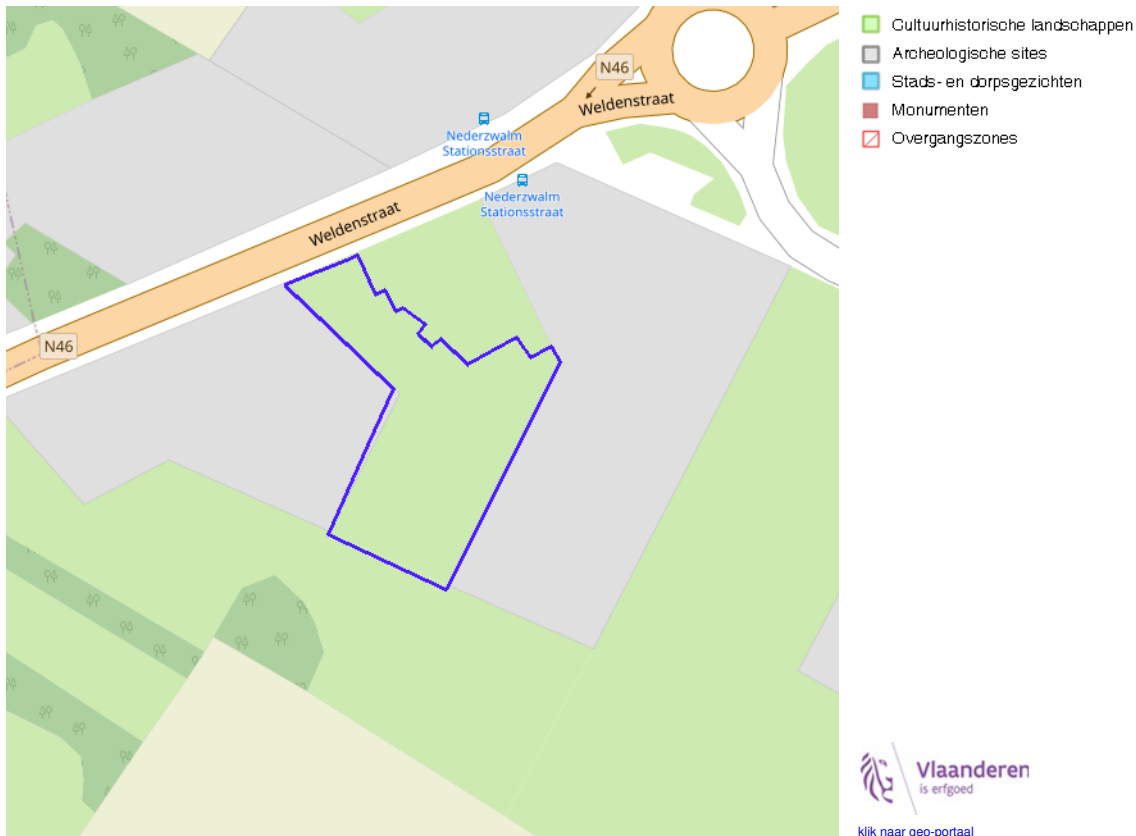 N46
Weldenstraat
Nederzwalm
Stationsstraat
Nederzwalm
Stationsstraat
Weldenstraat
N46
Cultuurhistorische landschappen
Archeologische sites
Stads- en dorpsgezichten
Monumenten
Overgangszones
Vlaanderen
is erfgoed
klik naar geo-portaal